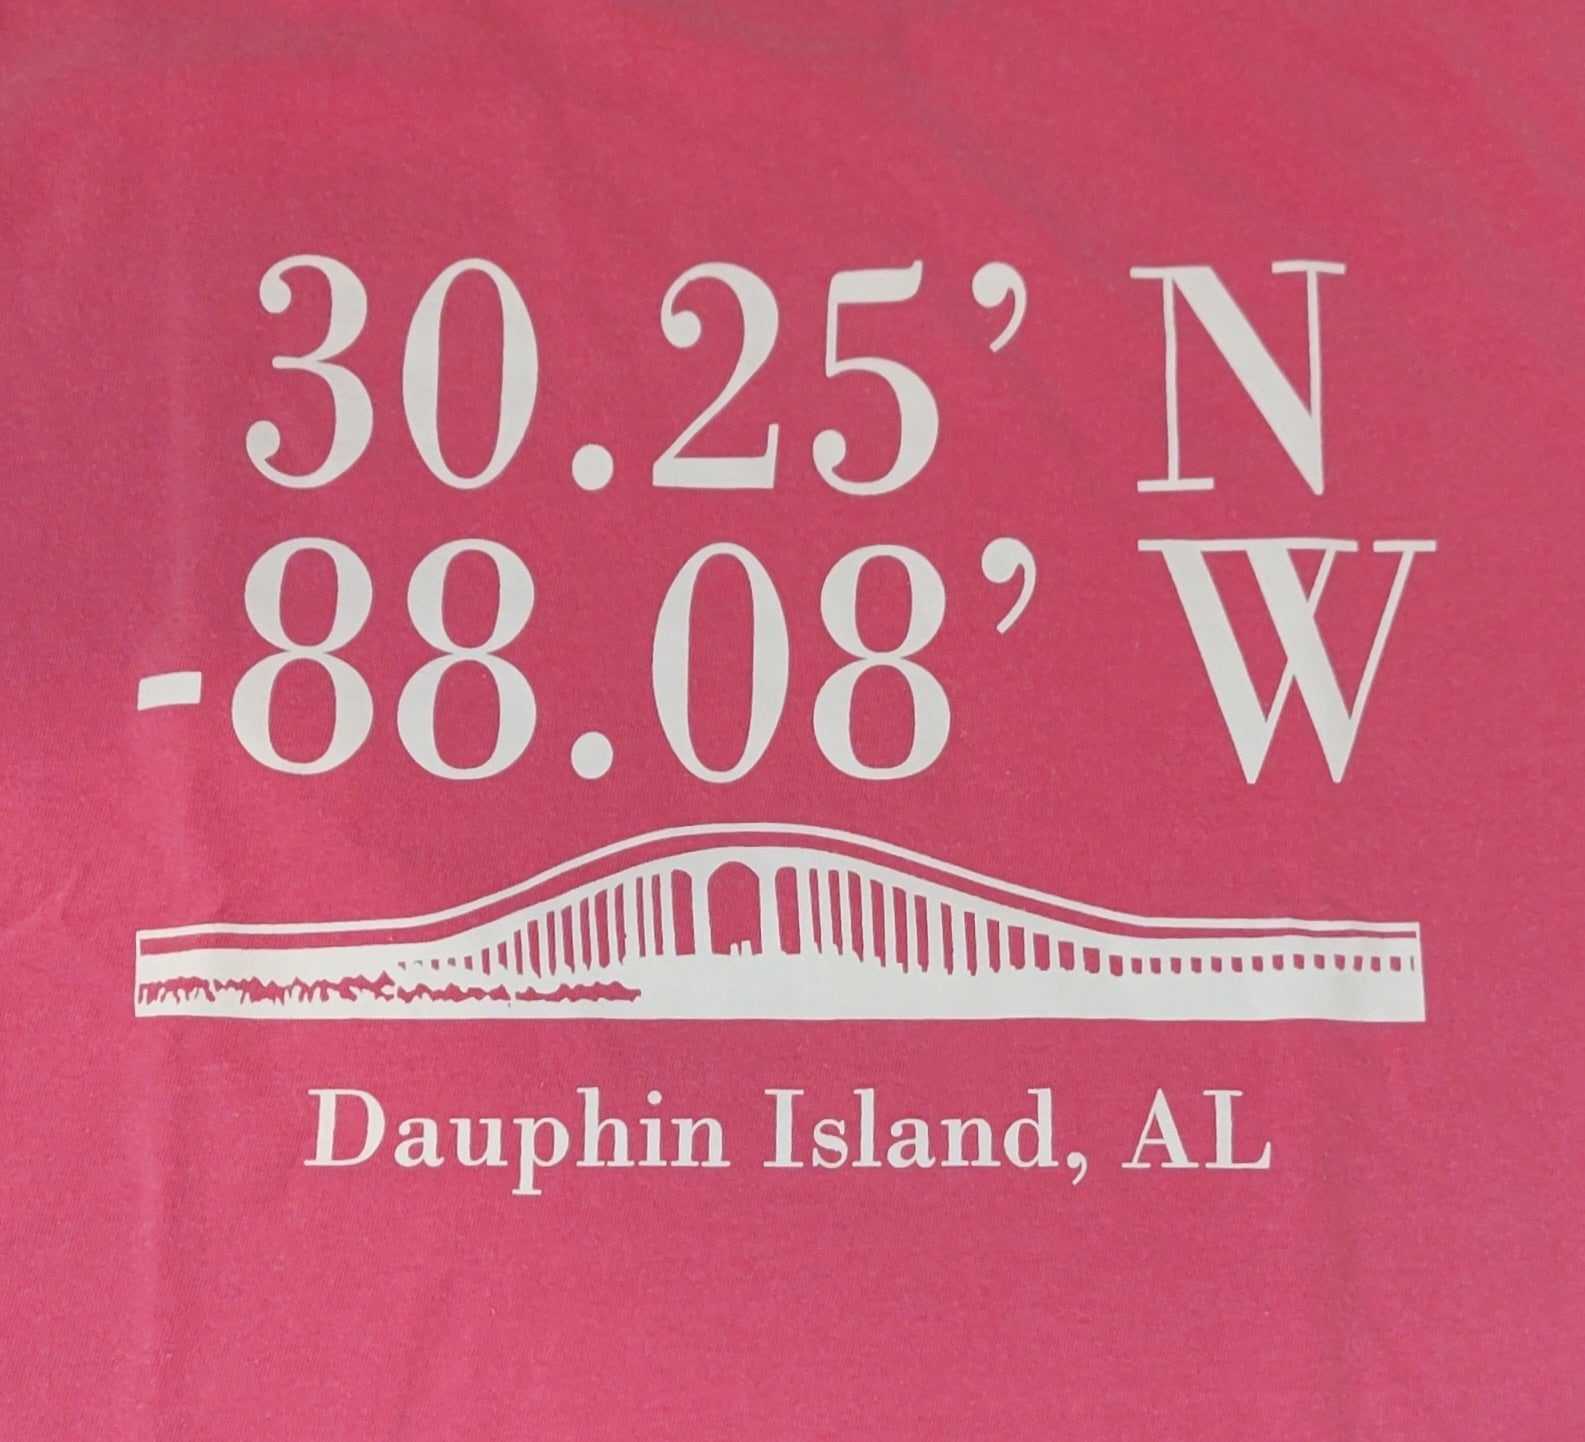 30.25’ N
-88.08’ W
Dauphin Island, AL